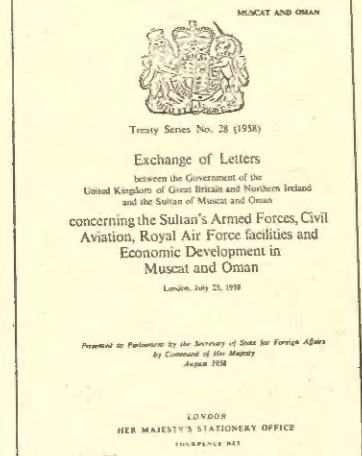 MUSCAT AND OMAN
Treaty Series No. 28 (1958)
Exchange of Letters
between the Government of the
United Kingdom of Great Britain and Northern Ireland
and the Sultan of Muscat and Oman
concerning the Sultan's Armed Forces, Civil
Aviation, Royal Air Force facilities and
Economic Development in
Muscat and Oman
London, July 25, 1958
Presented to Parliament by the Secretary of State for Foreign Affairs
by Command of Her Majesty
August 1958
LONDON
HER MAJESTY'S STATIONERY OFFICE
FOURPENCE NET